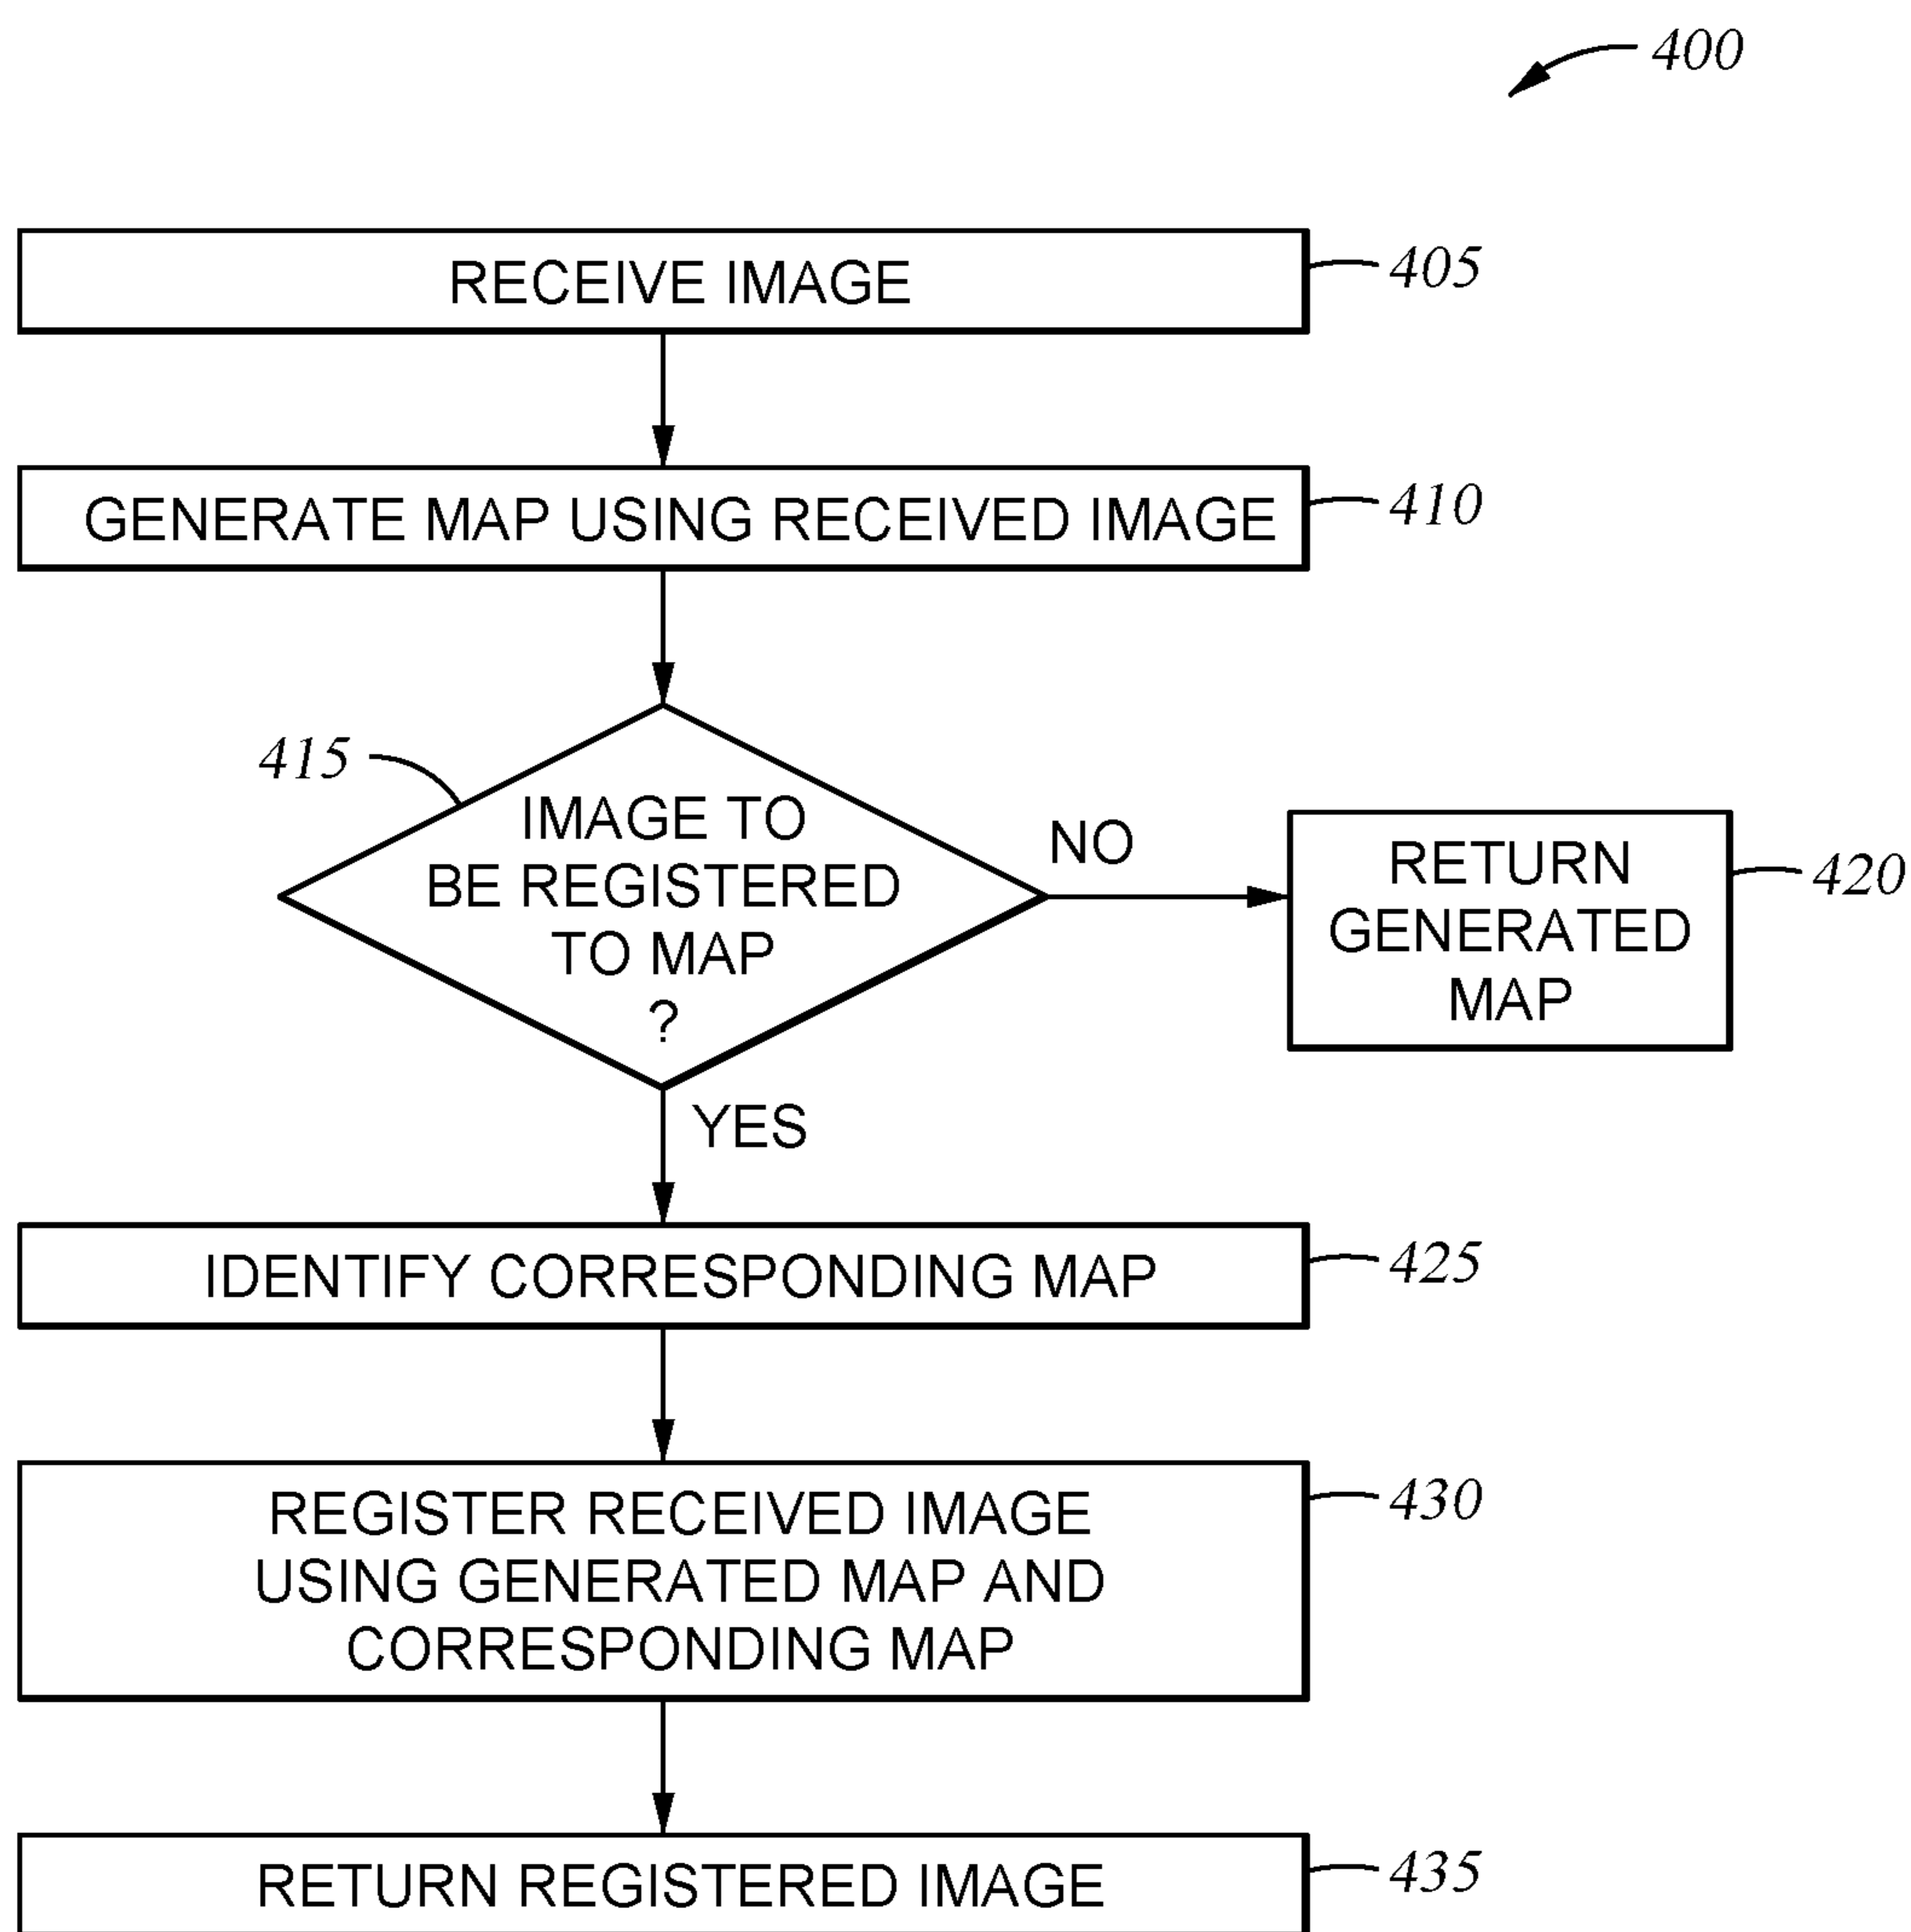 400
RECEIVE IMAGE
405
GENERATE MAP USING RECEIVED IMAGE
410
415
IMAGE TO
BE REGISTERED
TO MAP
?
NO
RETURN
GENERATED
MAP
420
YES
IDENTIFY CORRESPONDING MAP
425
REGISTER RECEIVED IMAGE
USING GENERATED MAP AND
CORRESPONDING MAP
430
RETURN REGISTERED IMAGE
435